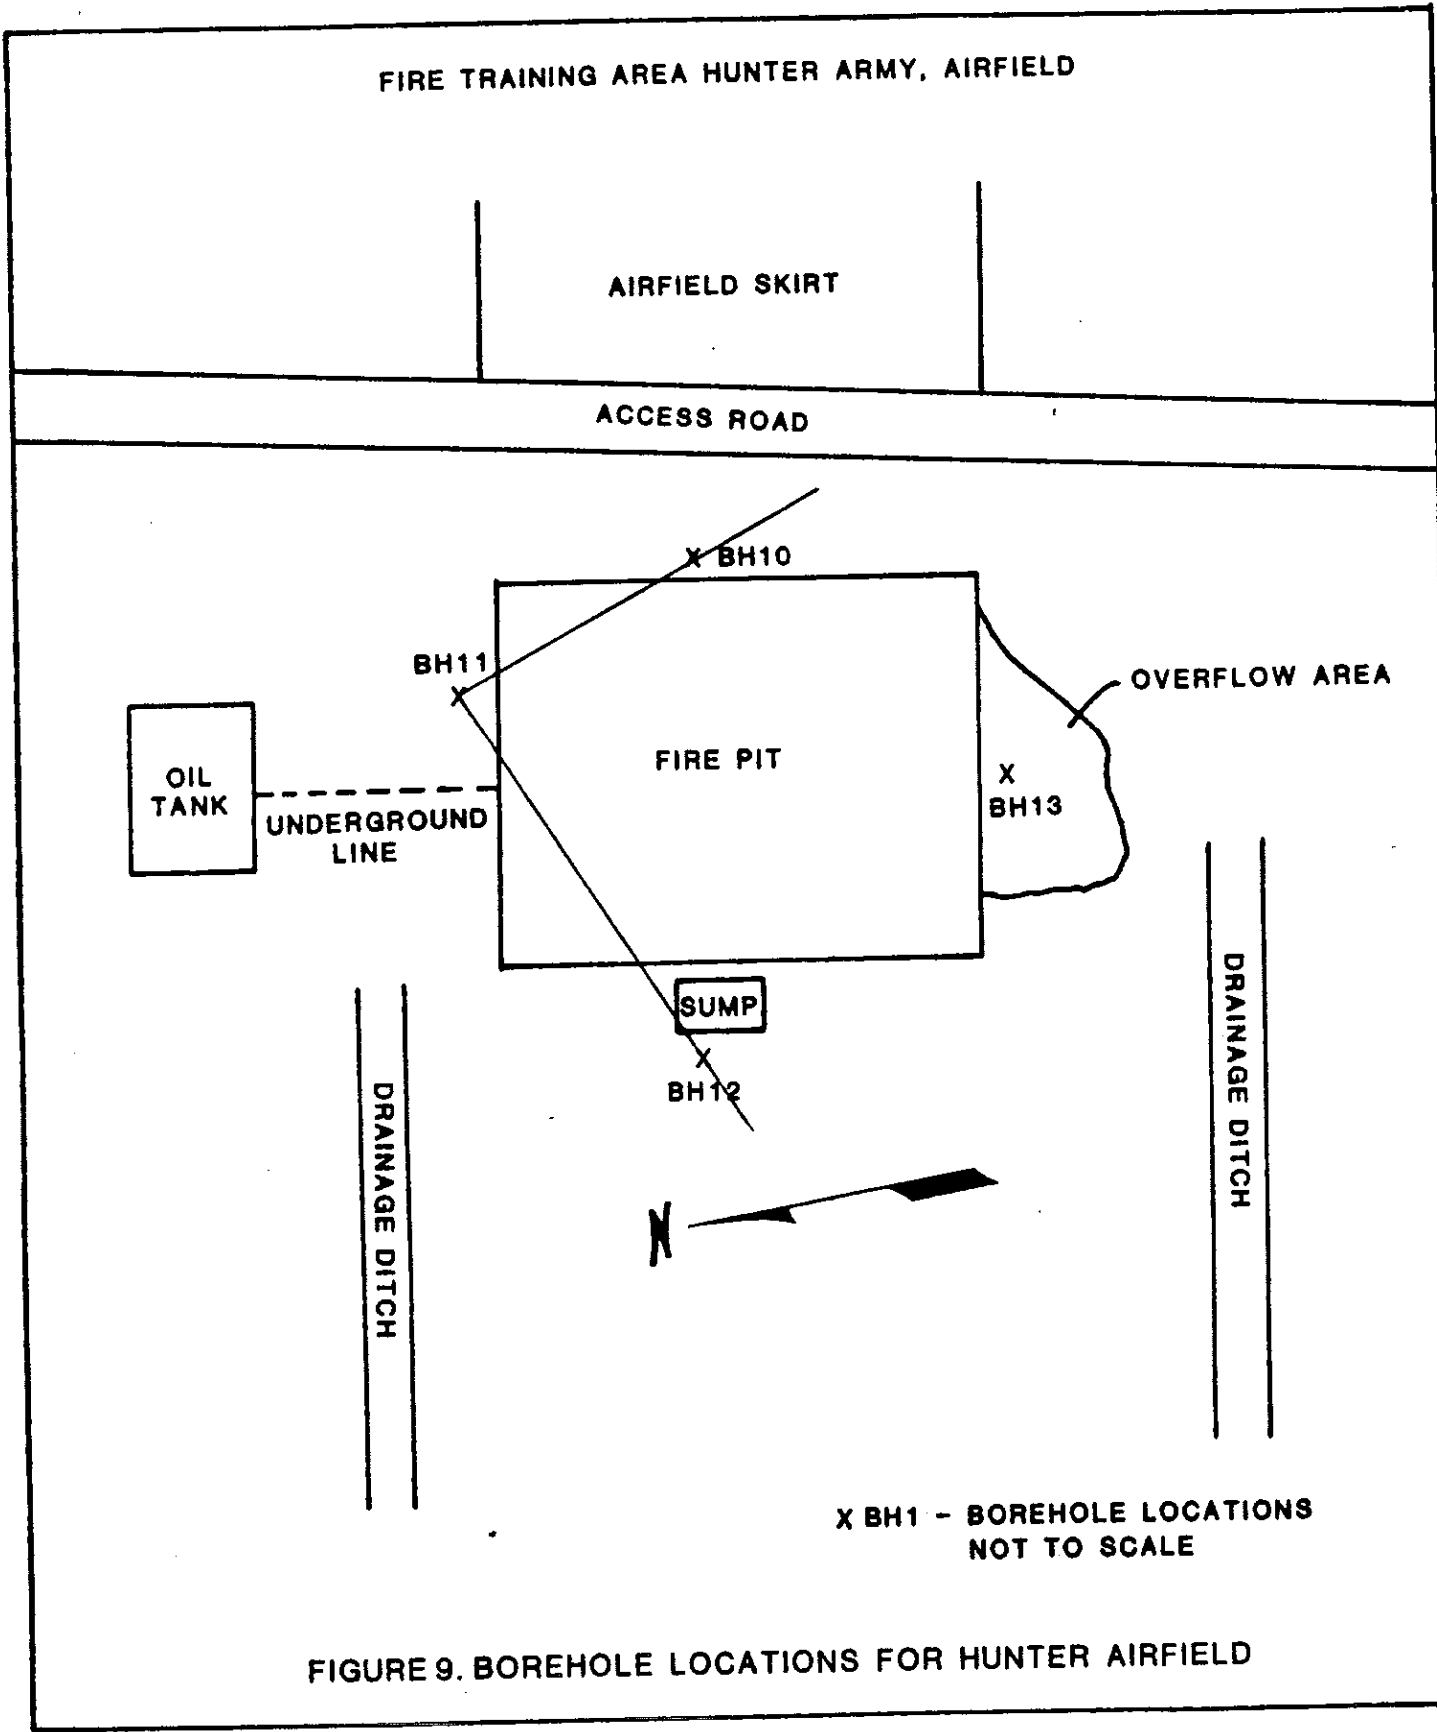 FIRE TRAINING AREA HUNTER ARMY, AIRFIELD
AIRFIELD SKIRT
ACCESS ROAD
X BH10
BH11
X
OVERFLOW AREA
FIRE PIT
OIL
TANK
X
BH13
UNDERGROUND
LINE
SUMP
X
BH12
DRAINAGE DITCH
DRAINAGE DITCH
N
X BH1 - BOREHOLE LOCATIONS
NOT TO SCALE
FIGURE 9. BOREHOLE LOCATIONS FOR HUNTER AIRFIELD